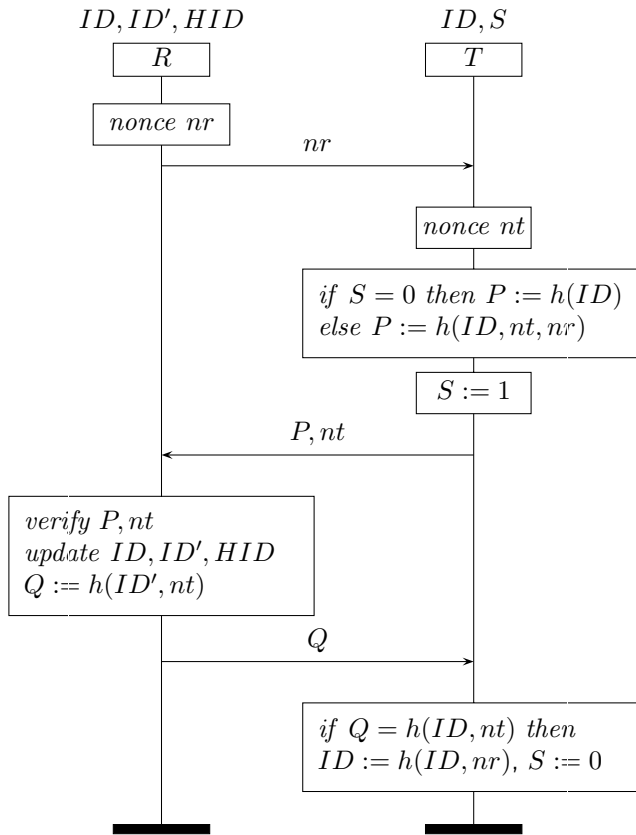 ID, ID′, HID
ID, S
R
T
nonce nr
nr
nonce nt
if S = 0 then P := h(ID)
else P := h(ID, nt, nr)
S := 1
P, nt
verify P, nt
update ID, ID′, HID
Q := h(ID′, nt)
Q
if Q = h(ID, nt) then
ID := h(ID, nr), S := 0